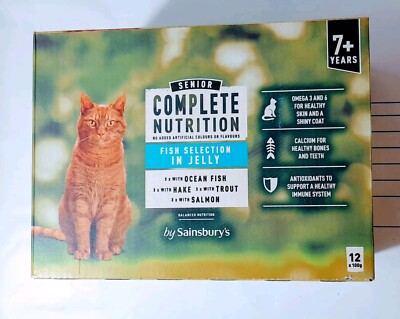 7+
YEARS
SENIOR
COMPLETE
NUTRITION
NO ADDED ARTIFICIAL COLOURS OR FLAVOURS
FISH SELECTION
IN JELLY
3 x WITH OCEAN FISH
3 x WITH HAKE 3 x WITH TROUT
3 x WITH SALMON
BALANCED NUTRITION
by Sainsbury's
OMEGA 3 AND 6
FOR HEALTHY
SKIN AND A
SHINY COAT
CALCIUM FOR
HEALTHY BONES
AND TEETH
ANTIOXIDANTS TO
SUPPORT A HEALTHY
IMMUNE SYSTEM
12
x 100g